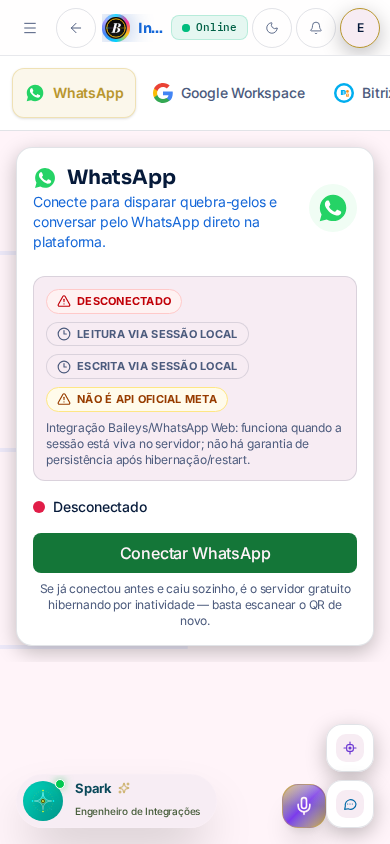 B
In...
Online
E
WhatsApp
Google Workspace
Bitri
WhatsApp
Conecte para disparar quebra-gelos e
conversar pelo WhatsApp direto na
plataforma.
DESCONECTADO
LEITURA VIA SESSÃO LOCAL
ESCRITA VIA SESSÃO LOCAL
NÃO É API OFICIAL META
Integração Baileys/WhatsApp Web: funciona quando a
sessão está viva no servidor; não há garantia de
persistência após hibernação/restart.
Desconectado
Conectar WhatsApp
Se já conectou antes e caiu sozinho, é o servidor gratuito
hibernando por inatividade — basta escanear o QR de
novo.
Spark
Engenheiro de Integrações